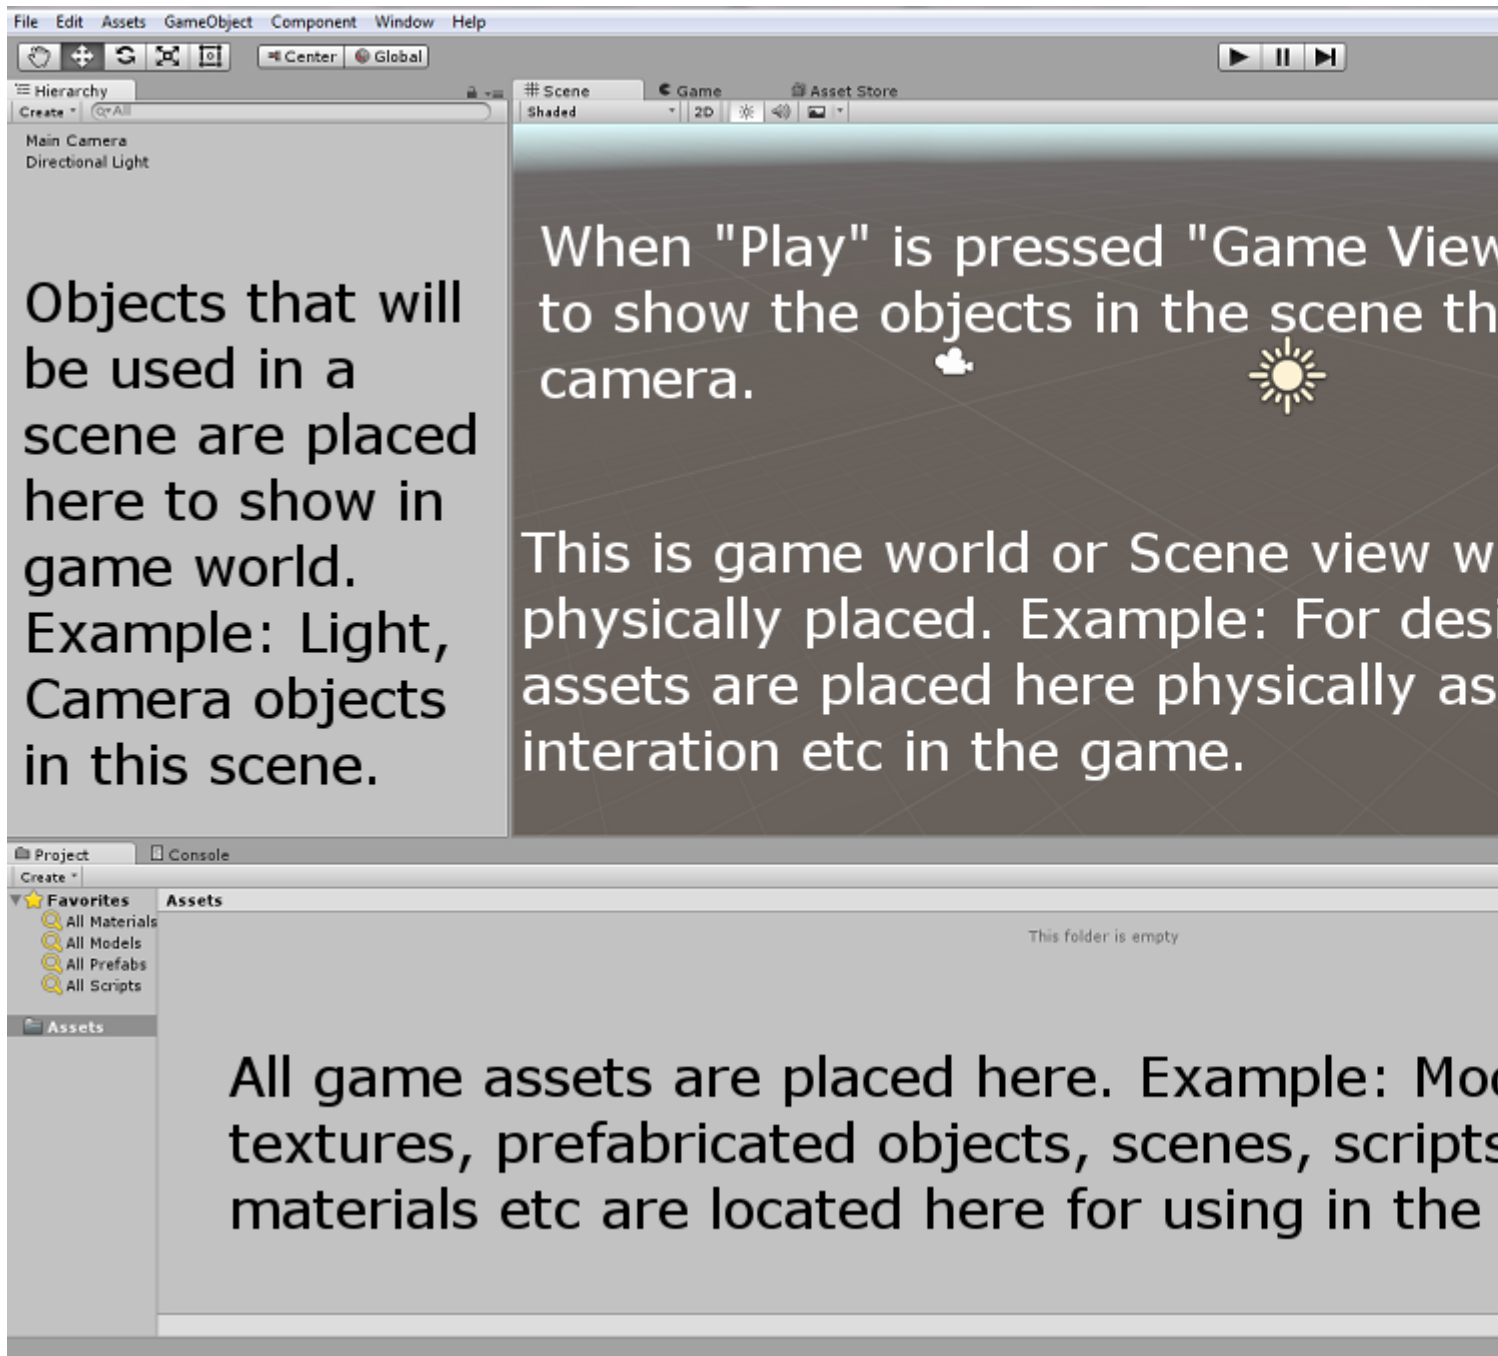 File Edit Assets GameObject Component Window Help
Center Global
Hierarchy
Create All
Main Camera
Directional Light
Objects that will
be used in a
scene are placed
here to show in
game world.
Example: Light,
Camera objects
in this scene.
Scene Game Asset Store
Shaded 2D
When "Play" is pressed "Game View
to show the objects in the scene th
camera.
This is game world or Scene view w
physically placed. Example: For desi
assets are placed here physically as
interation etc in the game.
Project Console
Create
Favorites
All Materials
All Models
All Prefabs
All Scripts
Assets
Assets
This folder is empty
All game assets are placed here. Example: Mod
textures, prefabricated objects, scenes, scripts
materials etc are located here for using in the